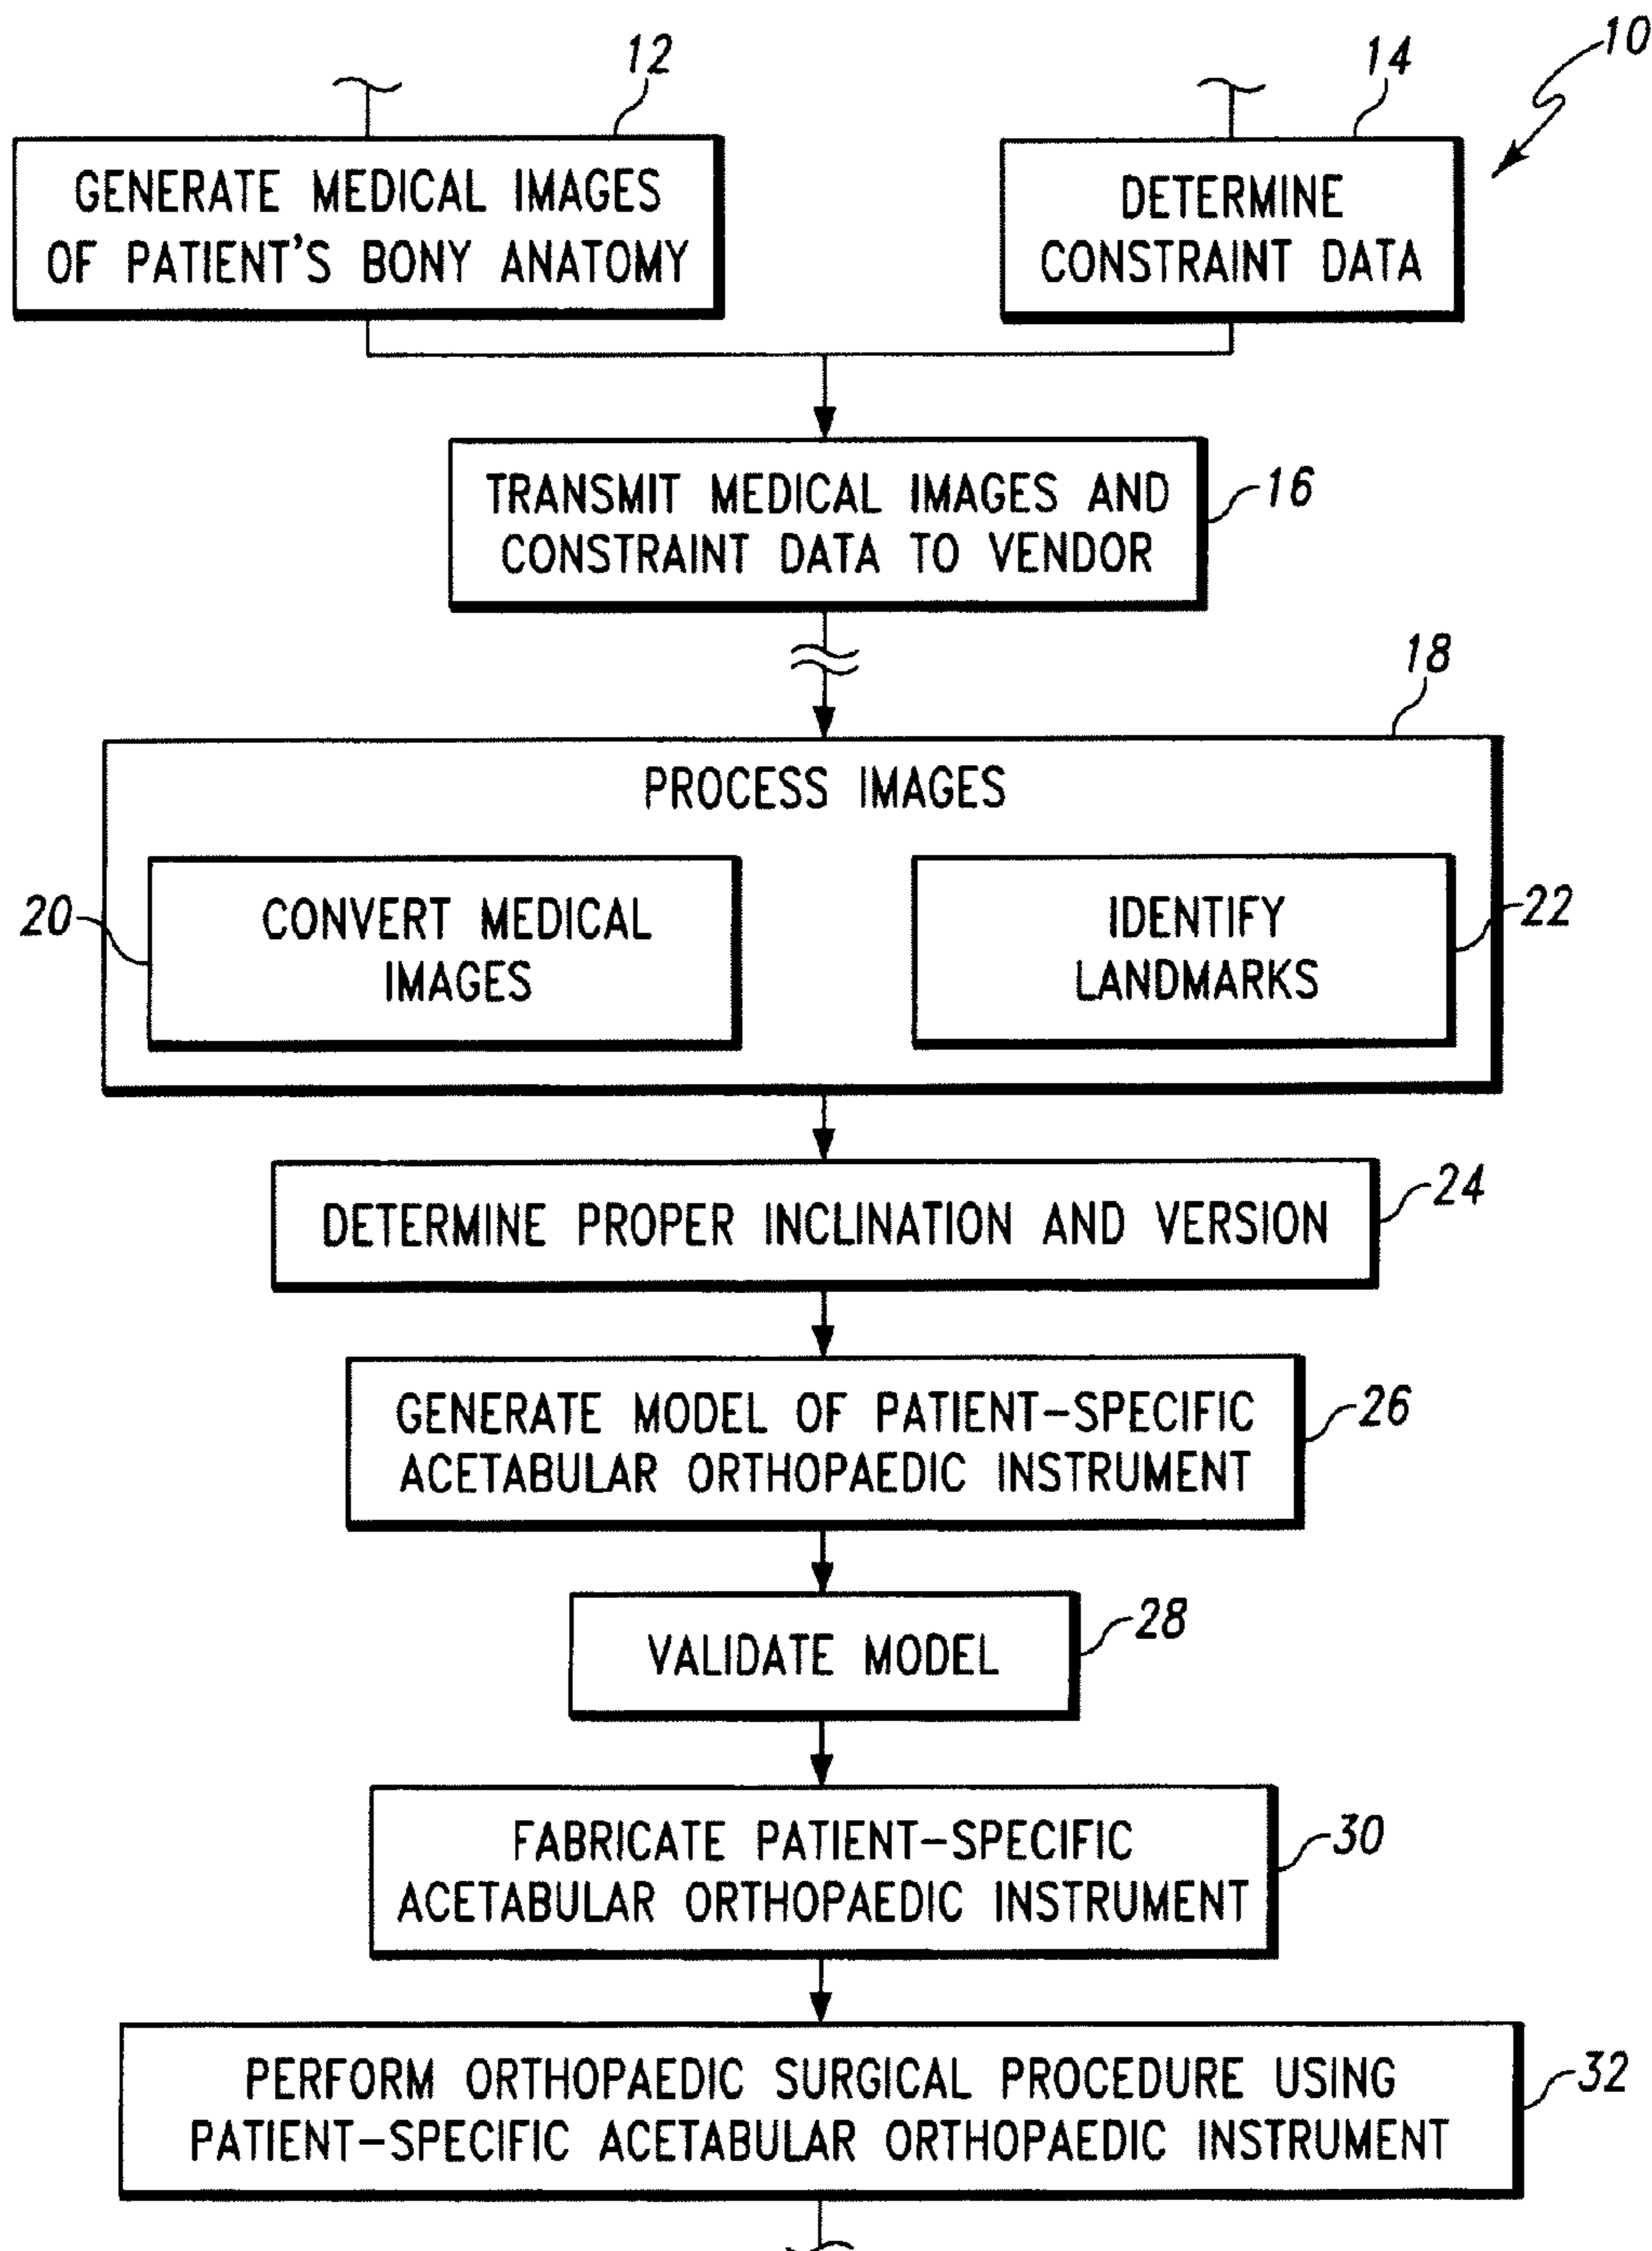 10
12
14
GENERATE MEDICAL IMAGES
OF PATIENT'S BONY ANATOMY
DETERMINE
CONSTRAINT DATA
TRANSMIT MEDICAL IMAGES AND
CONSTRAINT DATA TO VENDOR
16
18
PROCESS IMAGES
20
CONVERT MEDICAL
IMAGES
IDENTIFY
LANDMARKS
22
DETERMINE PROPER INCLINATION AND VERSION
24
GENERATE MODEL OF PATIENT-SPECIFIC
ACETABULAR ORTHOPAEDIC INSTRUMENT
26
VALIDATE MODEL
28
FABRICATE PATIENT-SPECIFIC
ACETABULAR ORTHOPAEDIC INSTRUMENT
30
PERFORM ORTHOPAEDIC SURGICAL PROCEDURE USING
PATIENT-SPECIFIC ACETABULAR ORTHOPAEDIC INSTRUMENT
32